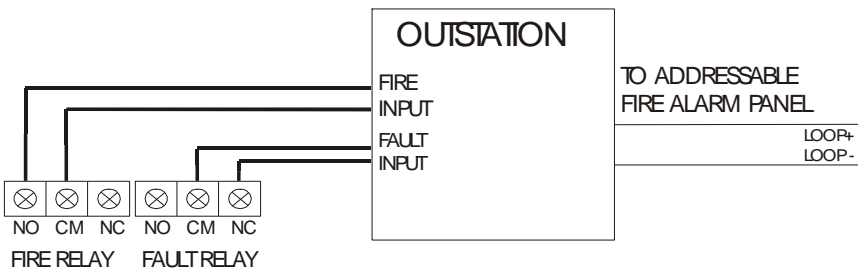 OUTSTATION
FIRE
INPUT
FAULT
INPUT
TO ADDRESSABLE
FIRE ALARM PANEL
LOOP+
LOOP-
NO CM NC NO CM NC
FIRE RELAY FAULT RELAY